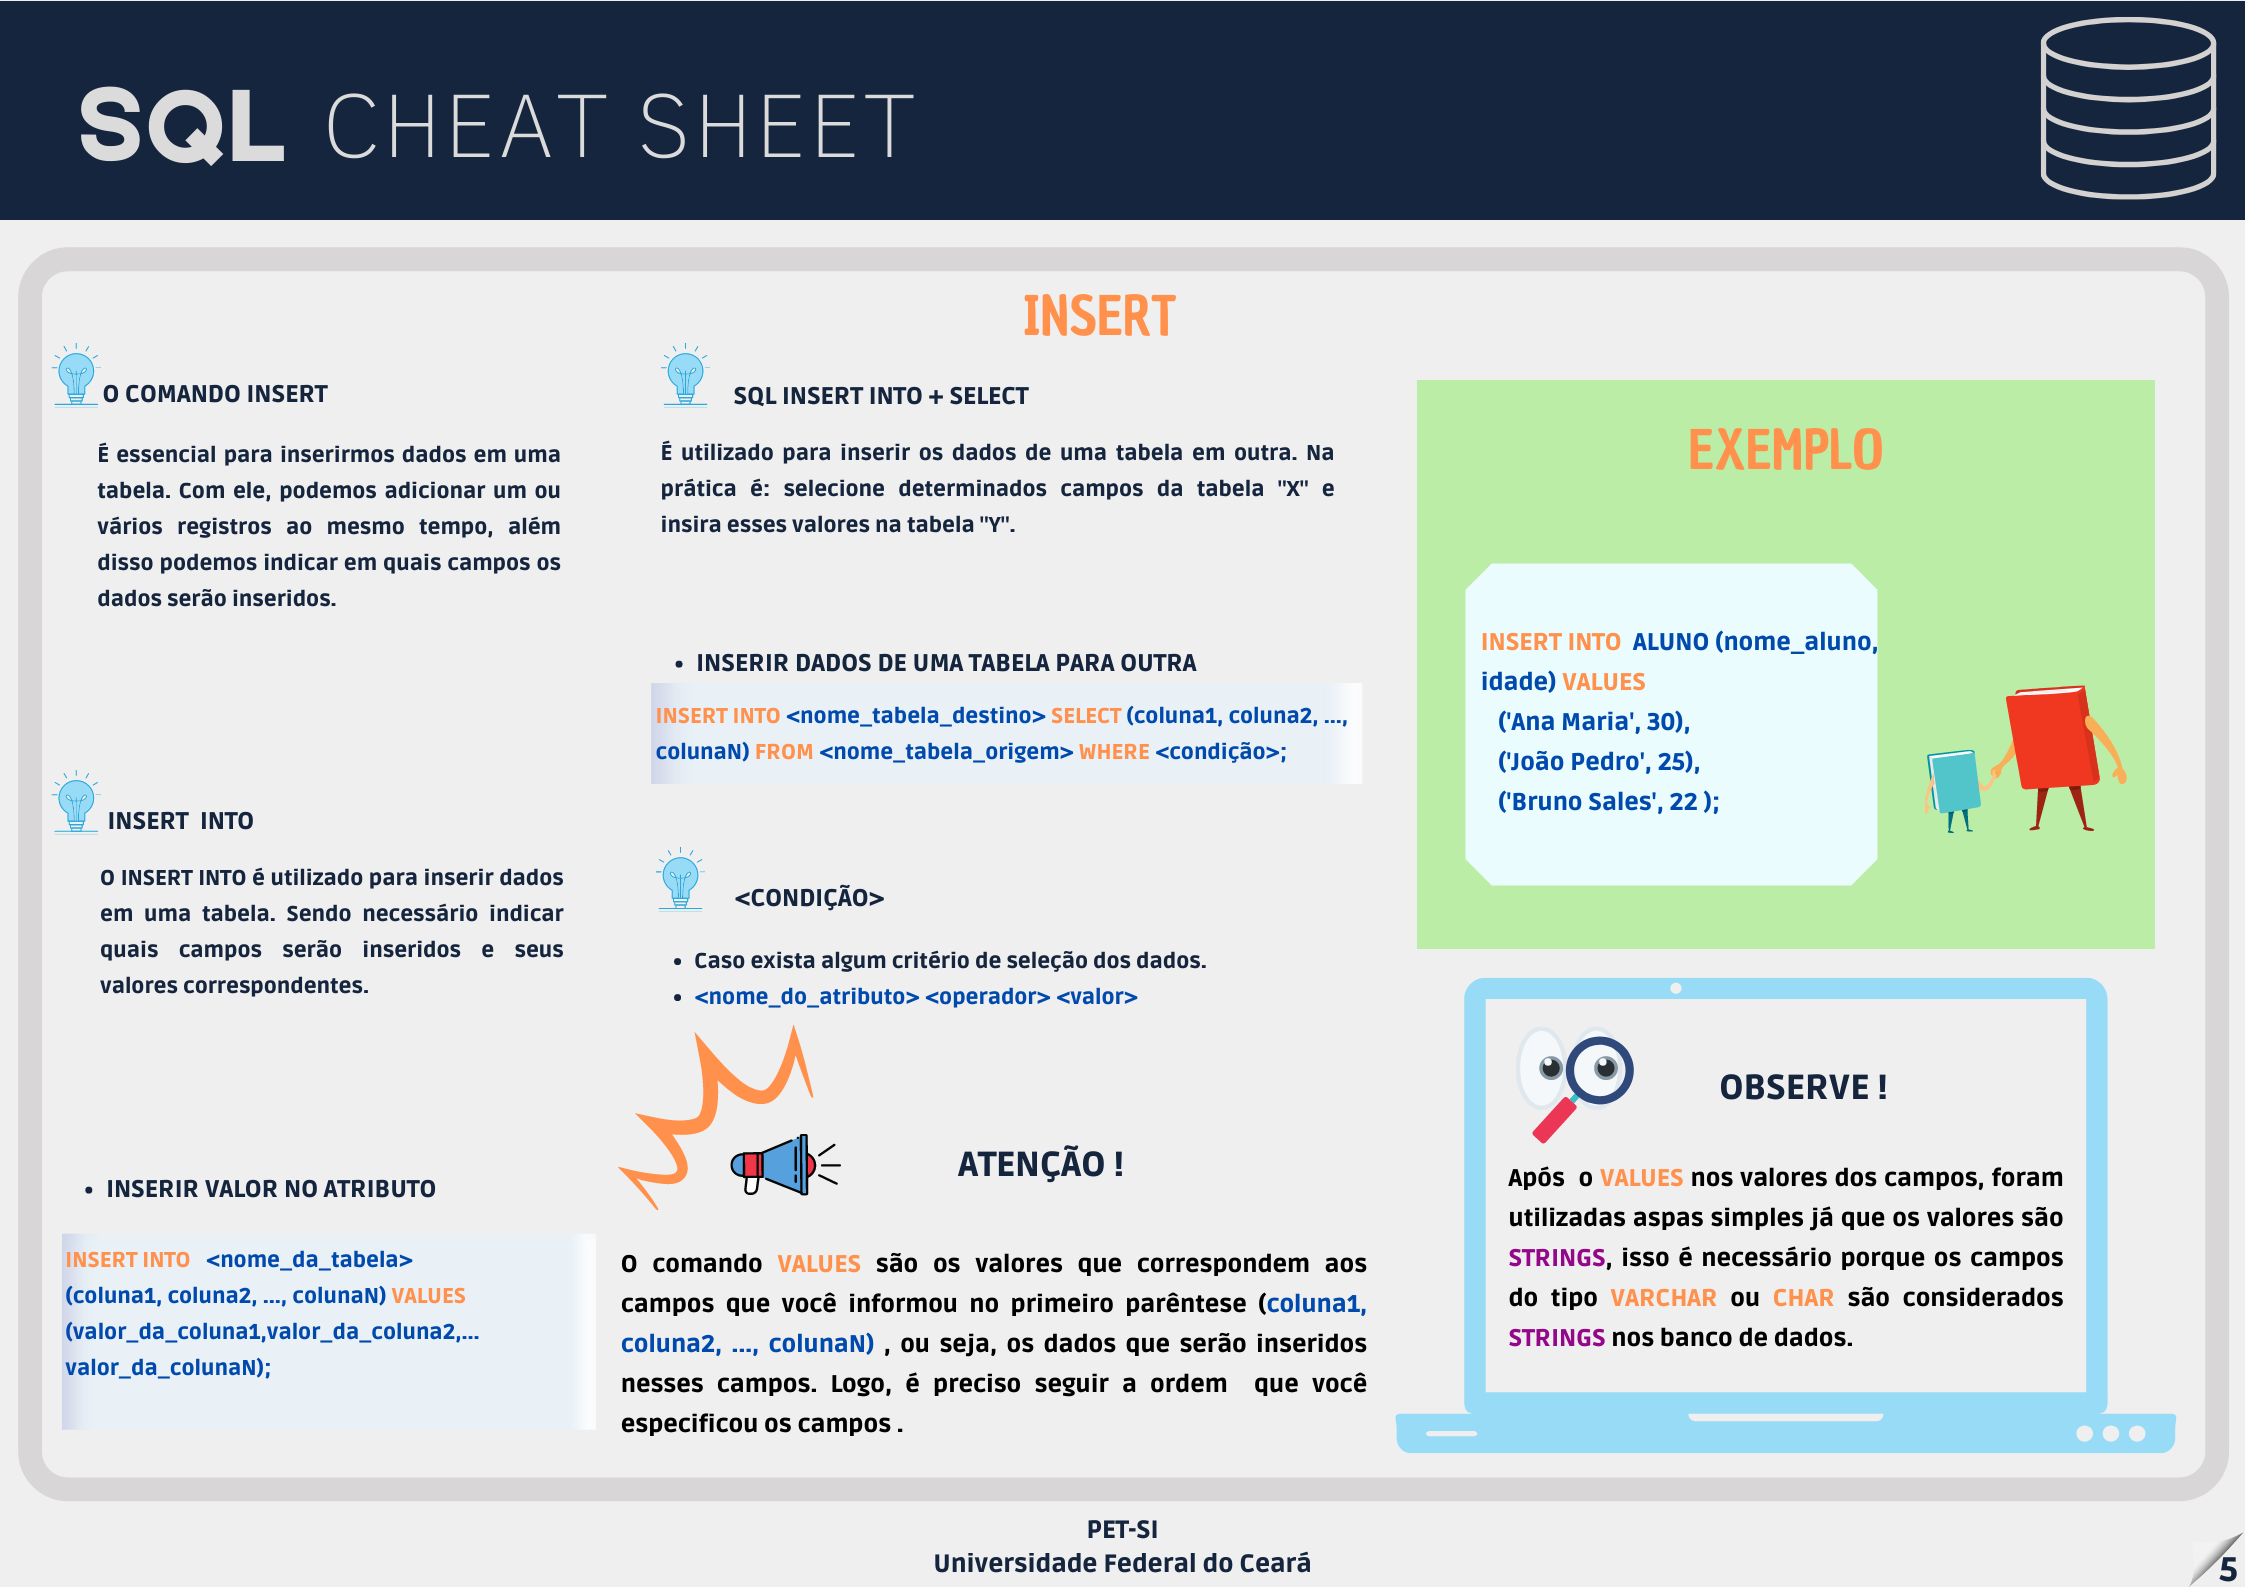 SQL CHEAT SHEET
INSERT
O COMANDO INSERT
É essencial para inserirmos dados em uma
tabela. Com ele, podemos adicionar um ou
vários registros ao mesmo tempo, além
disso podemos indicar em quais campos os
dados serão inseridos.
INSERT INTO
O INSERT INTO é utilizado para inserir dados
em uma tabela. Sendo necessário indicar
quais campos serão inseridos e seus
valores correspondentes.
• INSERIR VALOR NO ATRIBUTO
INSERT INTO <nome_da_tabela>
(coluna1, coluna2, ..., colunaN) VALUES
(valor_da_coluna1,valor_da_coluna2,...
valor_da_colunaN);
SQL INSERT INTO + SELECT
É utilizado para inserir os dados de uma tabela em outra. Na
prática é: selecione determinados campos da tabela "X" e
insira esses valores na tabela "Y".
• INSERIR DADOS DE UMA TABELA PARA OUTRA
INSERT INTO <nome_tabela_destino> SELECT (coluna1, coluna2, ...,
colunaN) FROM <nome_tabela_origem> WHERE <condição>;
<CONDIÇÃO>
• Caso exista algum critério de seleção dos dados.
• <nome_do_atributo> <operador> <valor>
ATENÇÃO !
O comando VALUES são os valores que correspondem aos
campos que você informou no primeiro parêntese (coluna1,
coluna2, ..., colunaN) , ou seja, os dados que serão inseridos
nesses campos. Logo, é preciso seguir a ordem que você
especificou os campos .
EXEMPLO
INSERT INTO ALUNO (nome_aluno,
idade) VALUES
('Ana Maria', 30),
('João Pedro', 25),
('Bruno Sales', 22 );
OBSERVE !
Após o VALUES nos valores dos campos, foram
utilizadas aspas simples já que os valores são
STRINGS, isso é necessário porque os campos
do tipo VARCHAR ou CHAR são considerados
STRINGS nos banco de dados.
PET-SI
Universidade Federal do Ceará
5